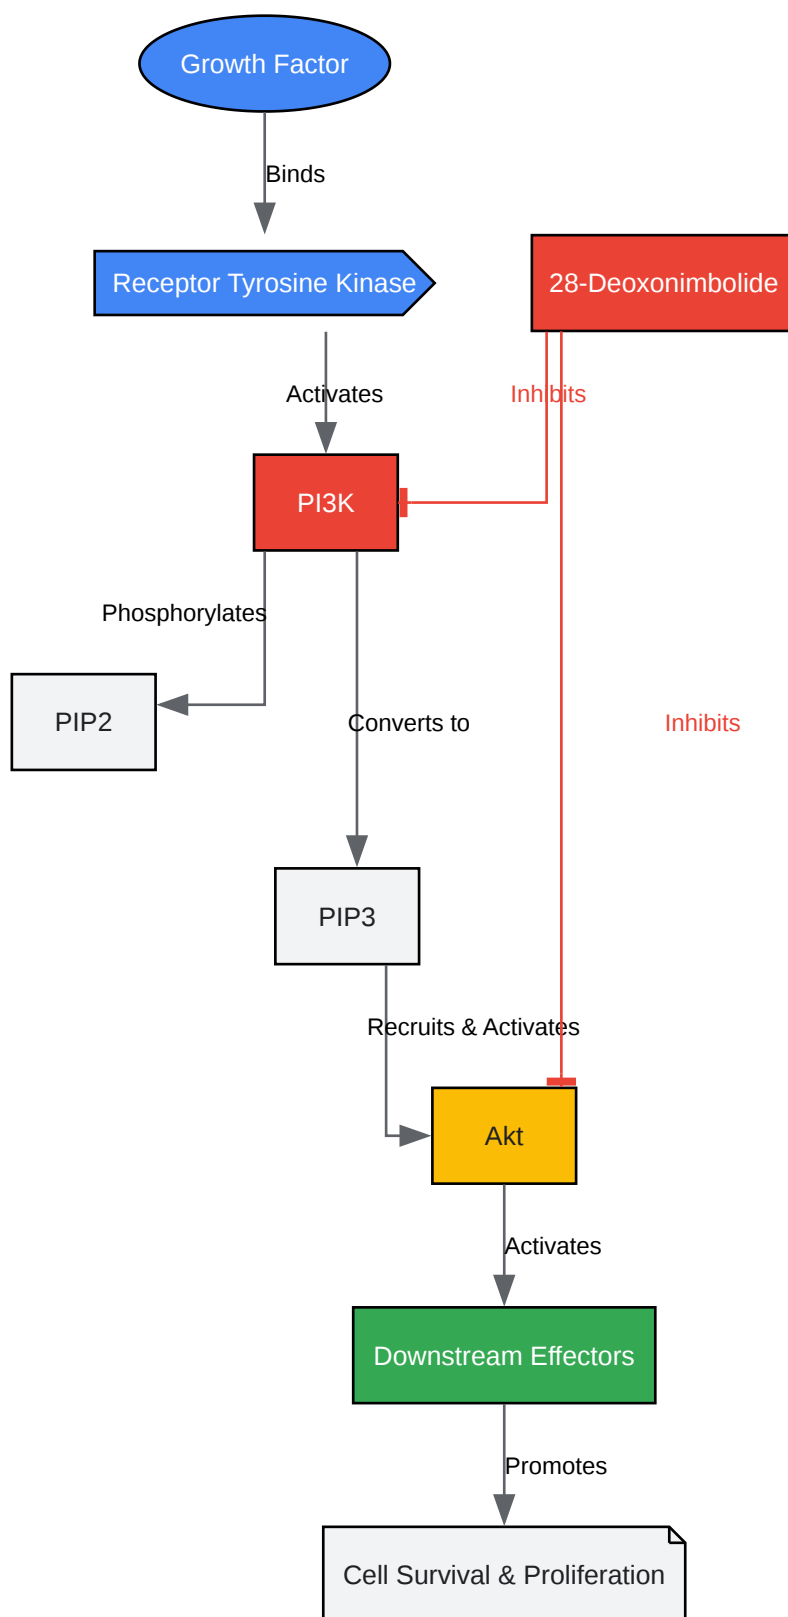 Growth Factor
Binds
Receptor Tyrosine Kinase
28-Deoxonimbolide
Activates
Inhibits
PI3K
Phosphorylates
PIP2
Converts to
Inhibits
PIP3
Recruits & Activates
Akt
Activates
Downstream Effectors
Promotes
Cell Survival & Proliferation